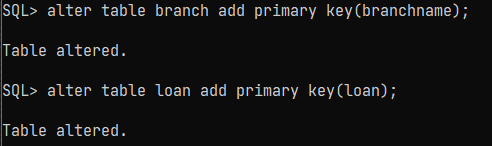 SQL> alter table branch add primary key(branchname);
Table altered.
SQL> alter table loan add primary key(loan);
Table altered.